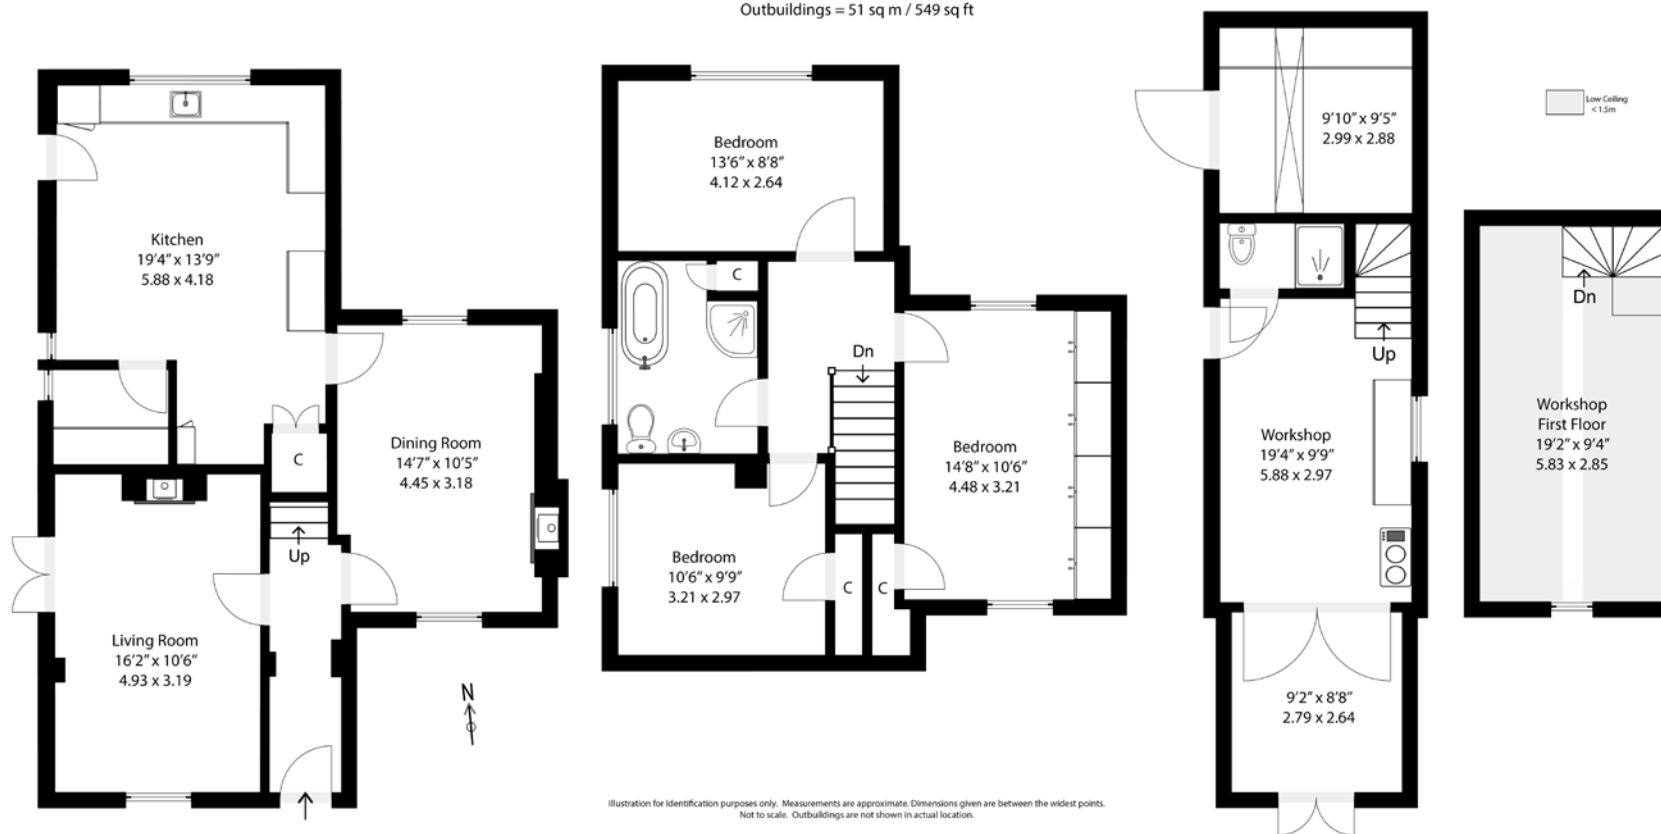 Outbuildings = 51 sq m / 549 sq ft
Kitchen
19'4" x 13'9"
5.88 x 4.18
C
Dining Room
14'7" x 10'5"
4.45 x 3.18
Up
Living Room
16'2" x 10'6"
4.93 x 3.19
N
Bedroom
13'6" x 8'8"
4.12 x 2.64
C
Dn
Bedroom
14'8" x 10'6"
4.48 x 3.21
Bedroom
10'6" x 9'9"
3.21 x 2.97
C
C
9'10" x 9'5"
2.99 x 2.88
Up
Workshop
19'4" x 9'9"
5.88 x 2.97
9'2" x 8'8"
2.79 x 2.64
Low Ceiling
< 1.5m
Dn
Workshop
First Floor
19'2" x 9'4"
5.83 x 2.85
Illustration for identification purposes only. Measurements are approximate. Dimensions given are between the widest points.
Not to scale. Outbuildings are not shown in actual location.